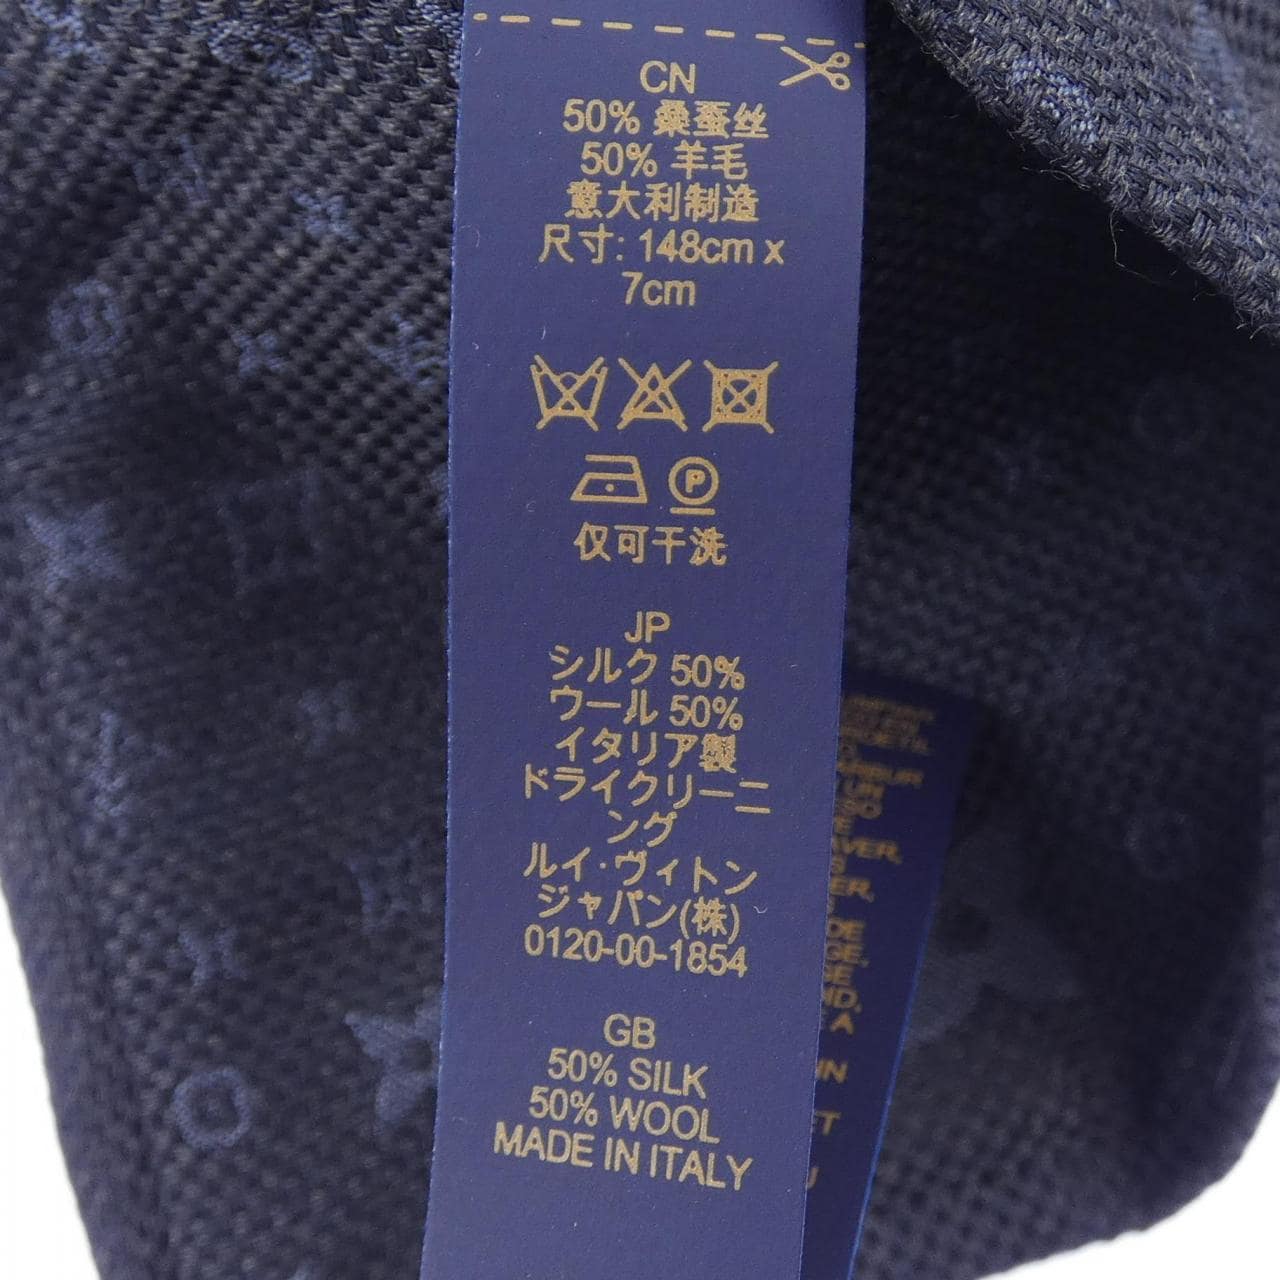 CN
50% 桑蚕丝
50% 羊毛
意大利制造
尺寸: 148cm x
7cm
P
仅可干洗
JP
シルク 50%
ウール 50%
イタリア製
ドライクリーニ
ング
ルイ・ヴィトン
ジャパン(株)
0120-00-1854
GB
50% SILK
50% WOOL
MADE IN ITALY